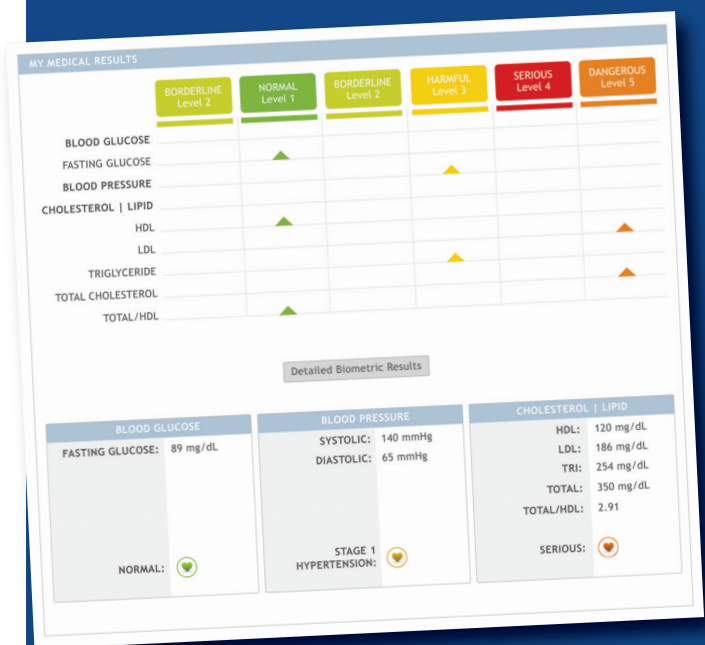 MY MEDICAL RESULTS
BORDERLINE Level 2
NORMAL Level 1
BORDERLINE Level 2
HARMFUL Level 3
SERIOUS Level 4
DANGEROUS Level 5
BLOOD GLUCOSE
FASTING GLUCOSE
BLOOD PRESSURE
CHOLESTEROL | LIPID
HDL
LDL
TRIGLYCERIDE
TOTAL CHOLESTEROL
TOTAL/HDL
Detailed Biometric Results
BLOOD GLUCOSE
FASTING GLUCOSE: 89 mg/dL
NORMAL:
BLOOD PRESSURE
SYSTOLIC: 140 mmHg
DIASTOLIC: 65 mmHg
STAGE 1
HYPERTENSION:
CHOLESTEROL | LIPID
HDL: 120 mg/dL
LDL: 186 mg/dL
TRI: 254 mg/dL
TOTAL: 350 mg/dL
TOTAL/HDL: 2.91
SERIOUS: